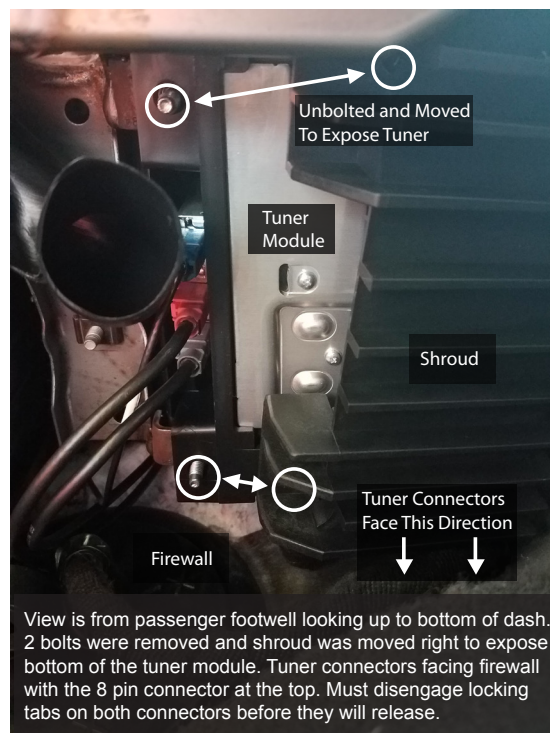 Unbolted and Moved
To Expose Tuner
Tuner
Module
Shroud
Tuner Connectors
Face This Direction
Firewall
View is from passenger footwell looking up to bottom of dash.
2 bolts were removed and shroud was moved right to expose
bottom of the tuner module. Tuner connectors facing firewall
with the 8 pin connector at the top. Must disengage locking
tabs on both connectors before they will release.